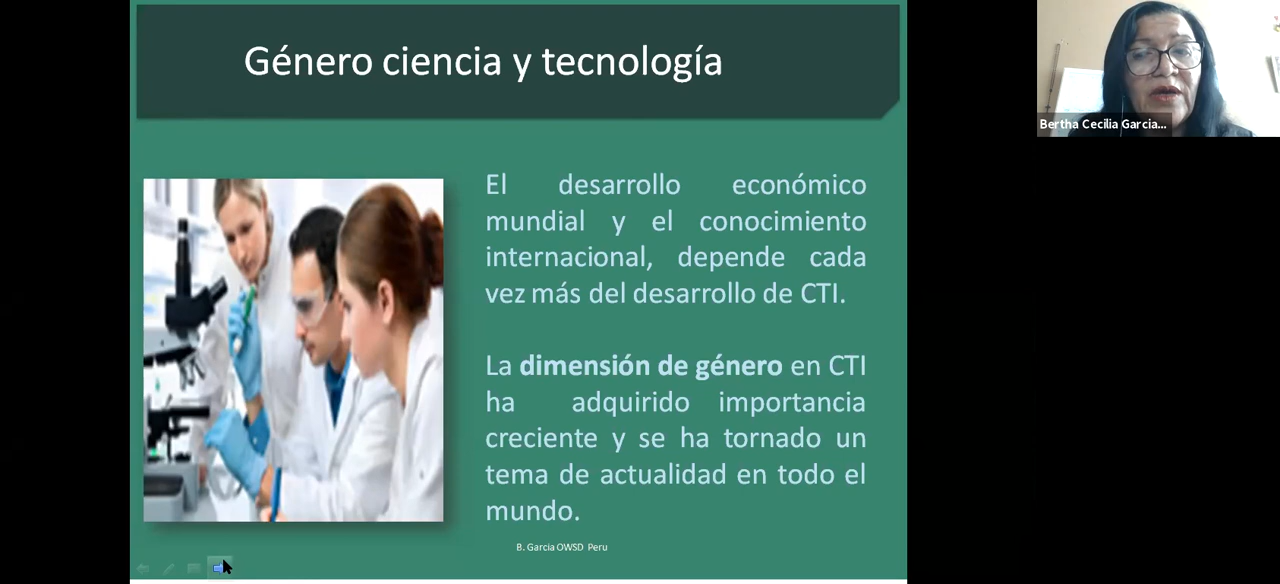 Género ciencia y tecnología
Bertha Cecilia Garcia...
El desarrollo económico
mundial y el conocimiento
internacional, depende cada
vez más del desarrollo de CTI.
La dimensión de género en CTI
ha adquirido importancia
creciente y se ha tornado un
tema de actualidad en todo el
mundo.
B. Garcia OWSD Peru